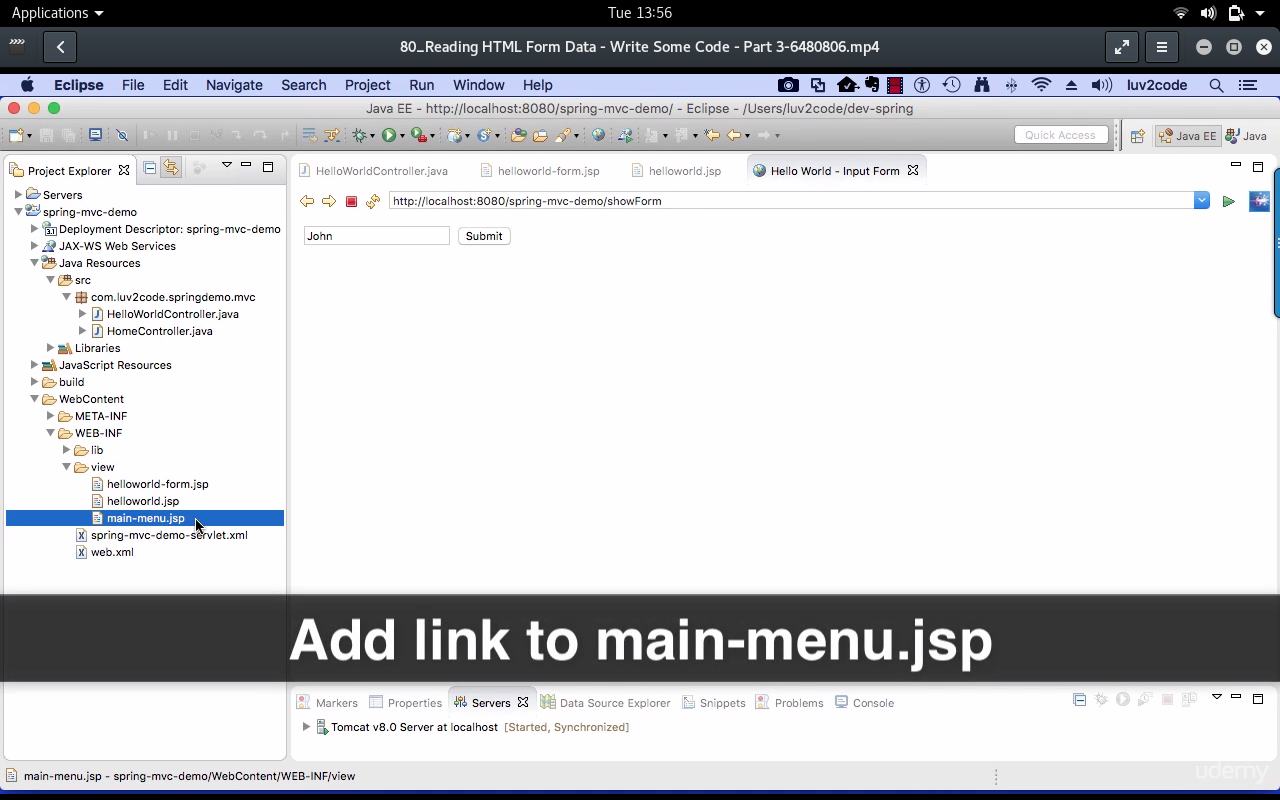 Applications
Tue 13:56
80_Reading HTML Form Data - Write Some Code - Part 3-6480806.mp4
Eclipse File Edit Navigate Search Project Run Window Help luv2code
Java EE - http://localhost:8080/spring-mvc-demo/ - Eclipse - /Users/luv2code/dev-spring
Quick Access Java EE Java
Project Explorer
HelloWorldController.java helloworld-form.jsp helloworld.jsp Hello World - Input Form
http://localhost:8080/spring-mvc-demo/showForm
John Submit
Servers
spring-mvc-demo
Deployment Descriptor: spring-mvc-demo
JAX-WS Web Services
Java Resources
src
com.luv2code.springdemo.mvc
HelloWorldController.java
HomeController.java
Libraries
JavaScript Resources
build
WebContent
META-INF
WEB-INF
lib
view
helloworld-form.jsp
helloworld.jsp
main-menu.jsp
spring-mvc-demo-servlet.xml
web.xml
Add link to main-menu.jsp
Markers Properties Servers Data Source Explorer Snippets Problems Console
Tomcat v8.0 Server at localhost [Started, Synchronized]
main-menu.jsp - spring-mvc-demo/WebContent/WEB-INF/view
udemy